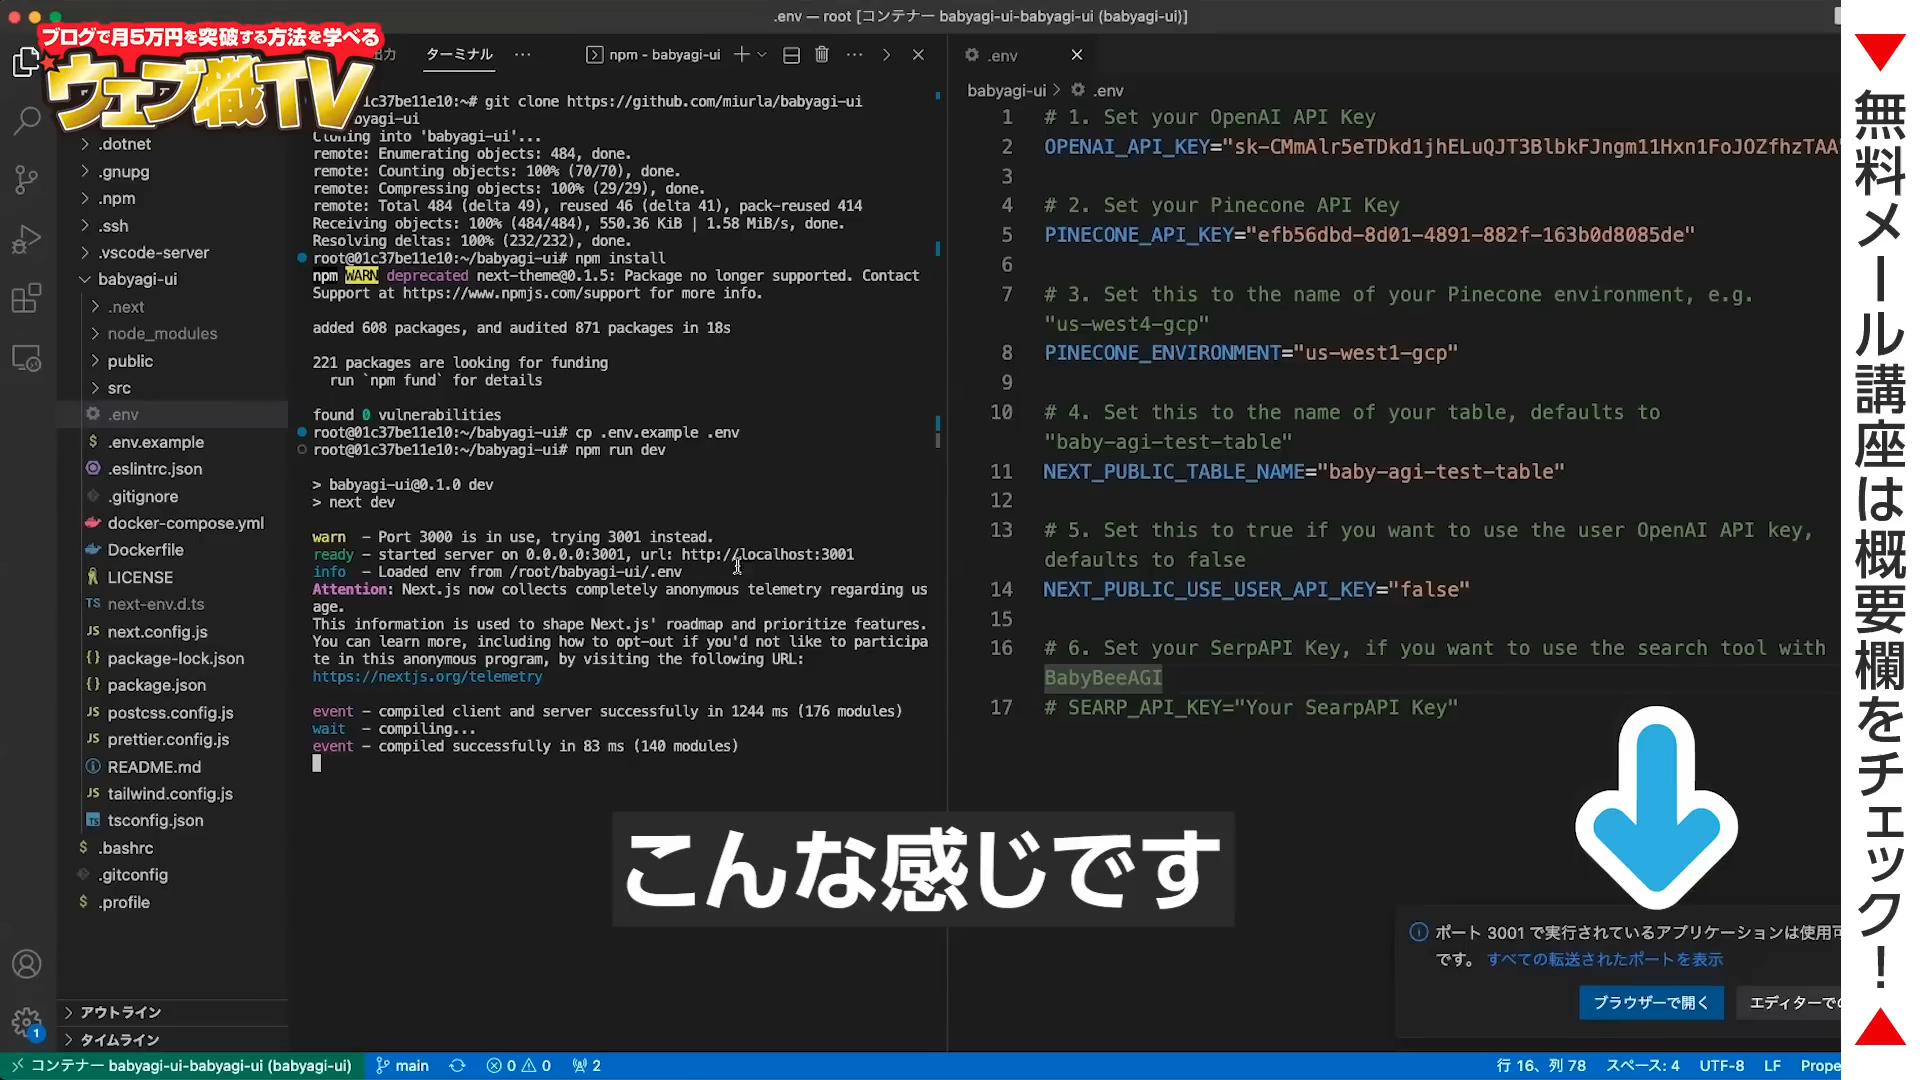 .env — root [コンテナー babyagi-ui-babyagi-ui (babyagi-ui)]
ブログで月5万円を突破する方法を学べる
ウェブ職TV
ターミナル
npm - babyagi-ui
.dotnet
.gnupg
.npm
.ssh
.vscode-server
babyagi-ui
.next
node_modules
public
src
.env
.env.example
.eslintrc.json
.gitignore
docker-compose.yml
Dockerfile
LICENSE
next-env.d.ts
next.config.js
package-lock.json
package.json
postcss.config.js
prettier.config.js
README.md
tailwind.config.js
tsconfig.json
.bashrc
.gitconfig
.profile
アウトライン
タイムライン
1c37be11e10:~# git clone https://github.com/miurla/babyagi-ui
yagi-ui
Cloning into 'babyagi-ui'...
remote: Enumerating objects: 484, done.
remote: Counting objects: 100% (70/70), done.
remote: Compressing objects: 100% (29/29), done.
remote: Total 484 (delta 49), reused 46 (delta 41), pack-reused 414
Receiving objects: 100% (484/484), 550.36 KiB | 1.58 MiB/s, done.
Resolving deltas: 100% (232/232), done.
root@01c37be11e10:~/babyagi-ui# npm install
npm WARN deprecated next-theme@0.1.5: Package no longer supported. Contact
Support at https://www.npmjs.com/support for more info.
added 608 packages, and audited 871 packages in 18s
221 packages are looking for funding
run `npm fund` for details
found 0 vulnerabilities
root@01c37be11e10:~/babyagi-ui# cp .env.example .env
root@01c37be11e10:~/babyagi-ui# npm run dev
> babyagi-ui@0.1.0 dev
> next dev
warn - Port 3000 is in use, trying 3001 instead.
ready - started server on 0.0.0.0:3001, url: http://localhost:3001
info - Loaded env from /root/babyagi-ui/.env
Attention: Next.js now collects completely anonymous telemetry regarding us
age.
This information is used to shape Next.js' roadmap and prioritize features.
You can learn more, including how to opt-out if you'd not like to participa
te in this anonymous program, by visiting the following URL:
https://nextjs.org/telemetry
event - compiled client and server successfully in 1244 ms (176 modules)
wait - compiling...
event - compiled successfully in 83 ms (140 modules)
.env
babyagi-ui > .env
1 # 1. Set your OpenAI API Key
2 OPENAI_API_KEY="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"
3
4 # 2. Set your Pinecone API Key
5 PINECONE_API_KEY="efb56dbd-8d01-4891-882f-163b0d8085de"
6
7 # 3. Set this to the name of your Pinecone environment, e.g.
"us-west4-gcp"
8 PINECONE_ENVIRONMENT="us-west1-gcp"
9
10 # 4. Set this to the name of your table, defaults to
"baby-agi-test-table"
11 NEXT_PUBLIC_TABLE_NAME="baby-agi-test-table"
12
13 # 5. Set this to true if you want to use the user OpenAI API key,
defaults to false
14 NEXT_PUBLIC_USE_USER_API_KEY="false"
15
16 # 6. Set your SerpAPI Key, if you want to use the search tool with
BabyBeeAGI
17 # SEARP_API_KEY="Your SearpAPI Key"
こんな感じです
ポート 3001 で実行されているアプリケーションは使用可
です。 すべての転送されたポートを表示
ブラウザーで開く
エディターで
無料メール講座は概要欄をチェック!
コンテナー babyagi-ui-babyagi-ui (babyagi-ui)
main
0
0
2
行 16、列 78
スペース: 4
UTF-8
LF
Prope
1